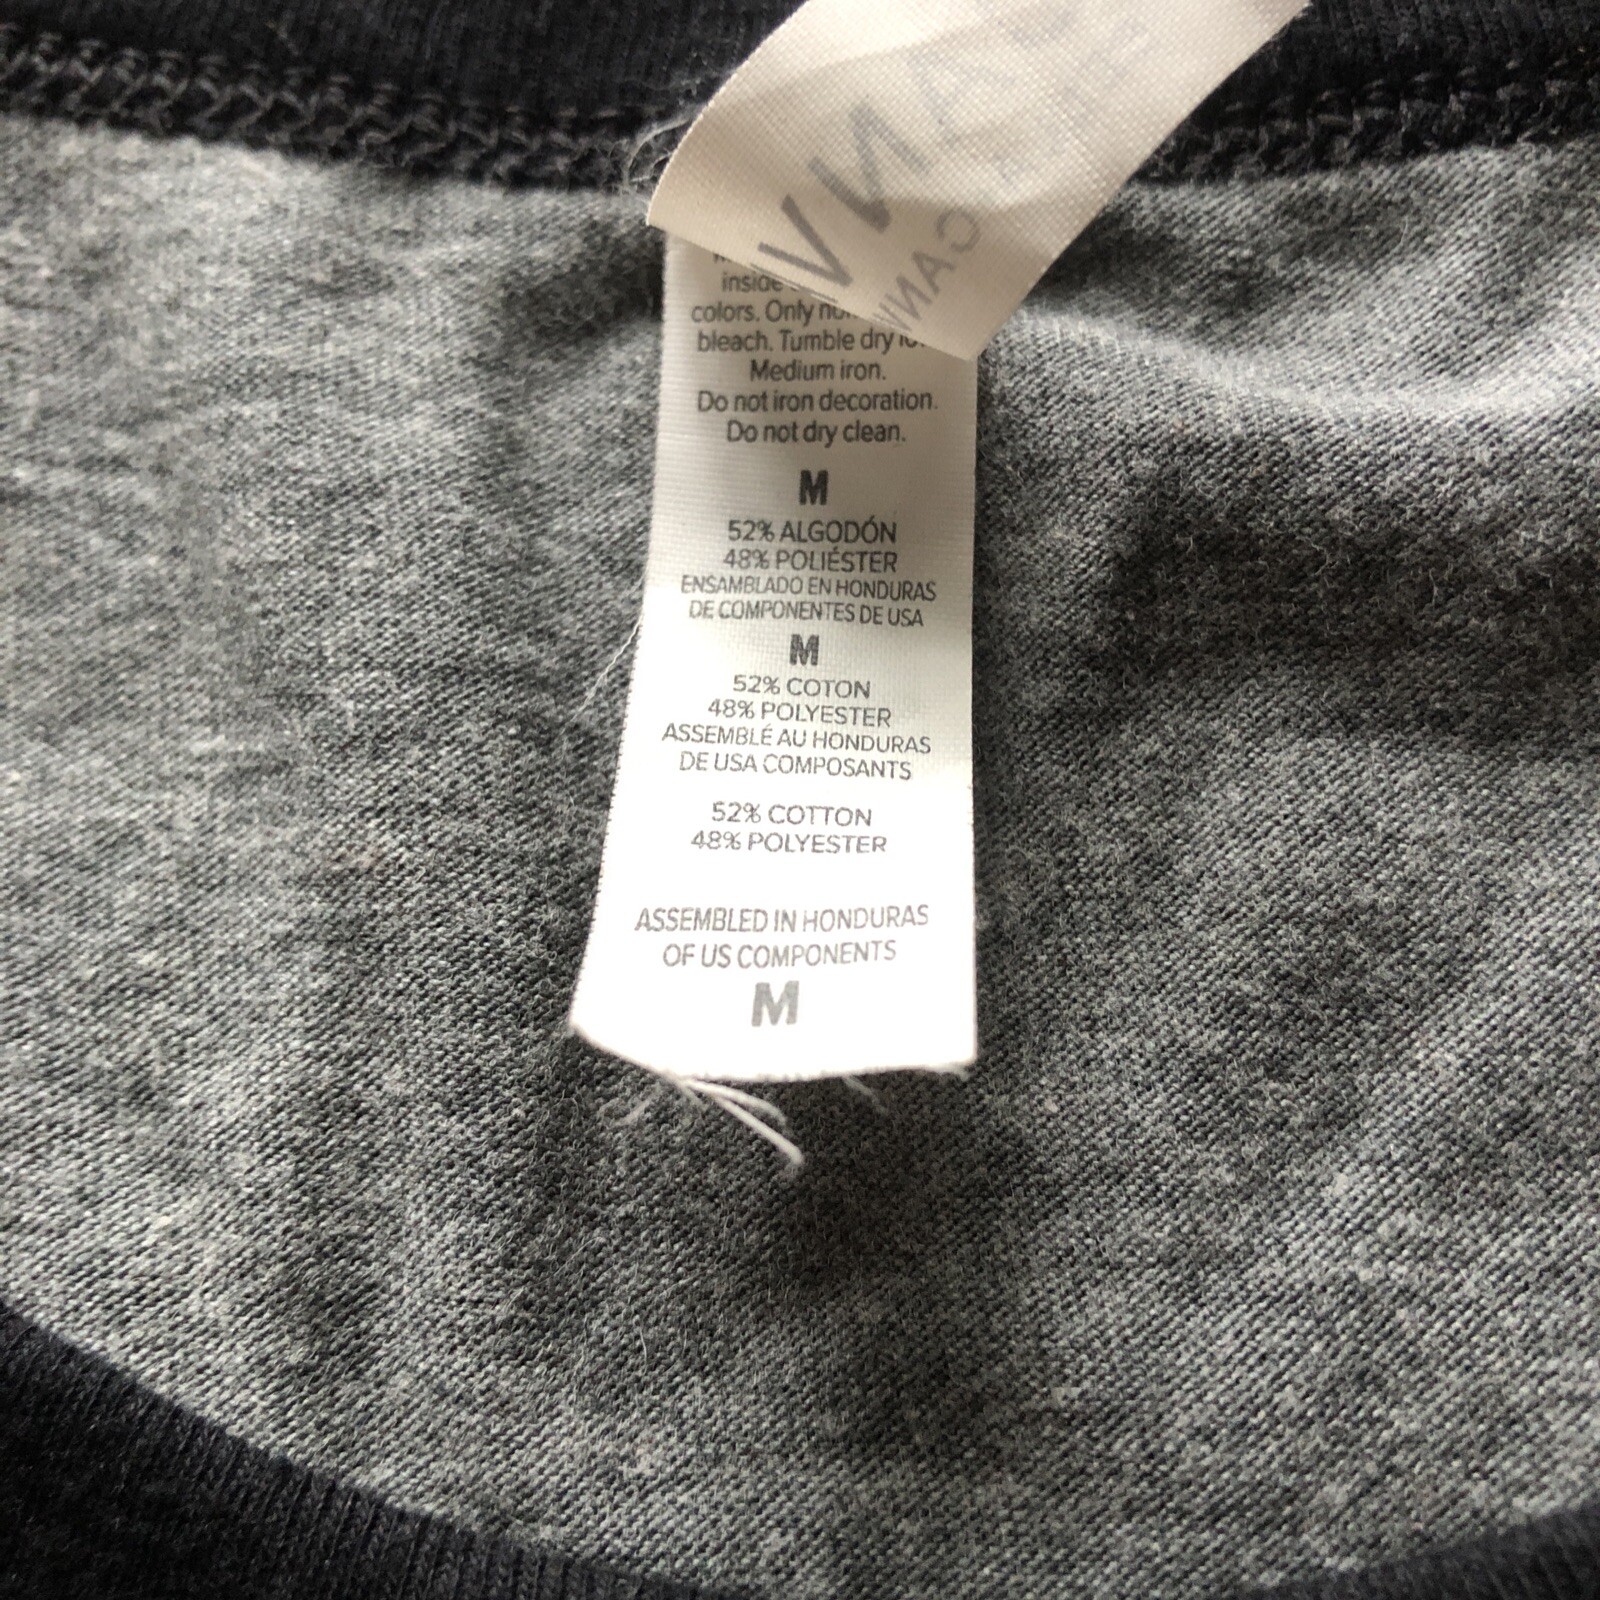 inside
colors. Only
bleach. Tumble dry
Medium iron.
Do not iron decoration.
Do not dry clean.
M
52% ALGODÓN
48% POLIÉSTER
ENSAMBLADO EN HONDURAS
DE COMPONENTES DE USA
M
52% COTON
48% POLYESTER
ASSEMBLÉ AU HONDURAS
DE USA COMPOSANTS
52% COTTON
48% POLYESTER
ASSEMBLED IN HONDURAS
OF US COMPONENTS
M